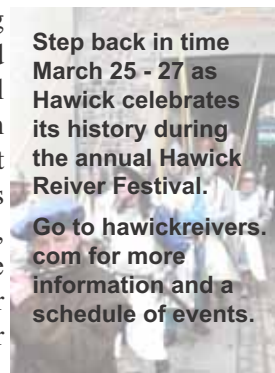 Step back in time
March 25 - 27 as
Hawick celebrates
its history during
the annual Hawick
Reiver Festival.
Go to hawickreivers.
com for more
information and a
schedule of events.